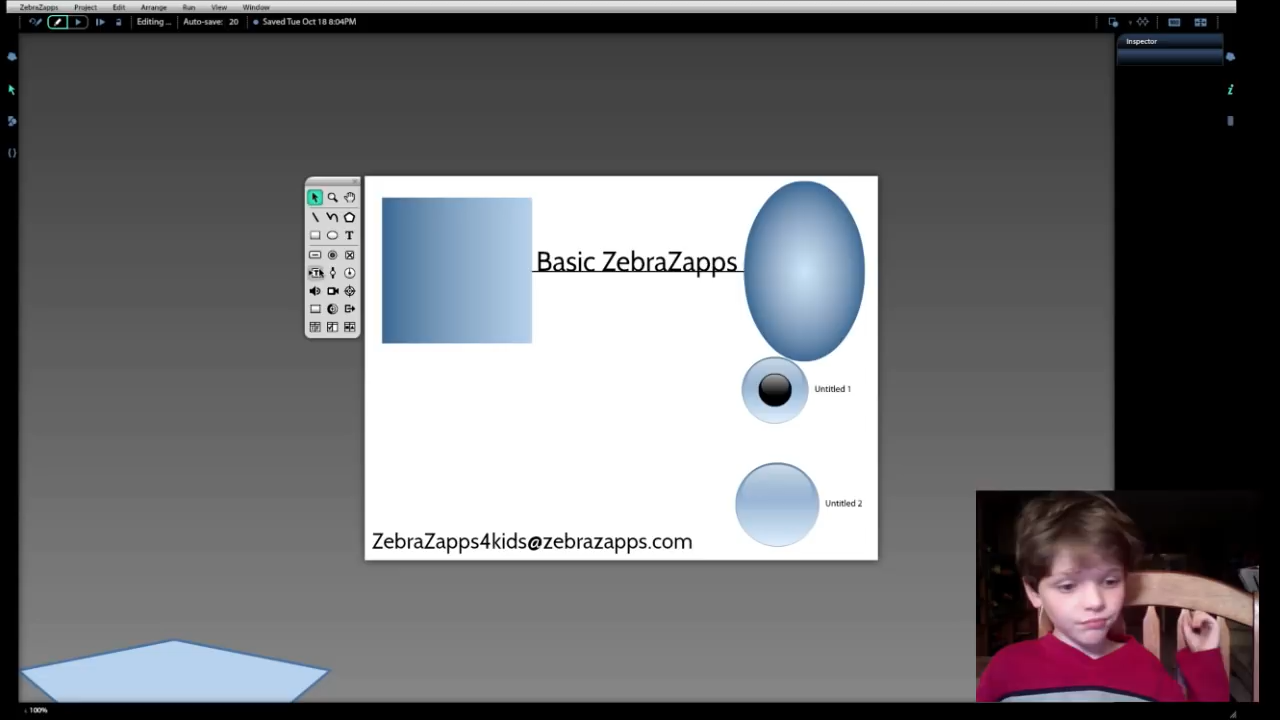 ZebraZapps Project Edit Arrange Run View Window
Editing ... Auto-save: 20 Saved Tue Oct 18 8:04PM
Inspector
i
{}
T
T
Basic ZebraZapps
Untitled 1
Untitled 2
ZebraZapps4kids@zebrazapps.com
100%